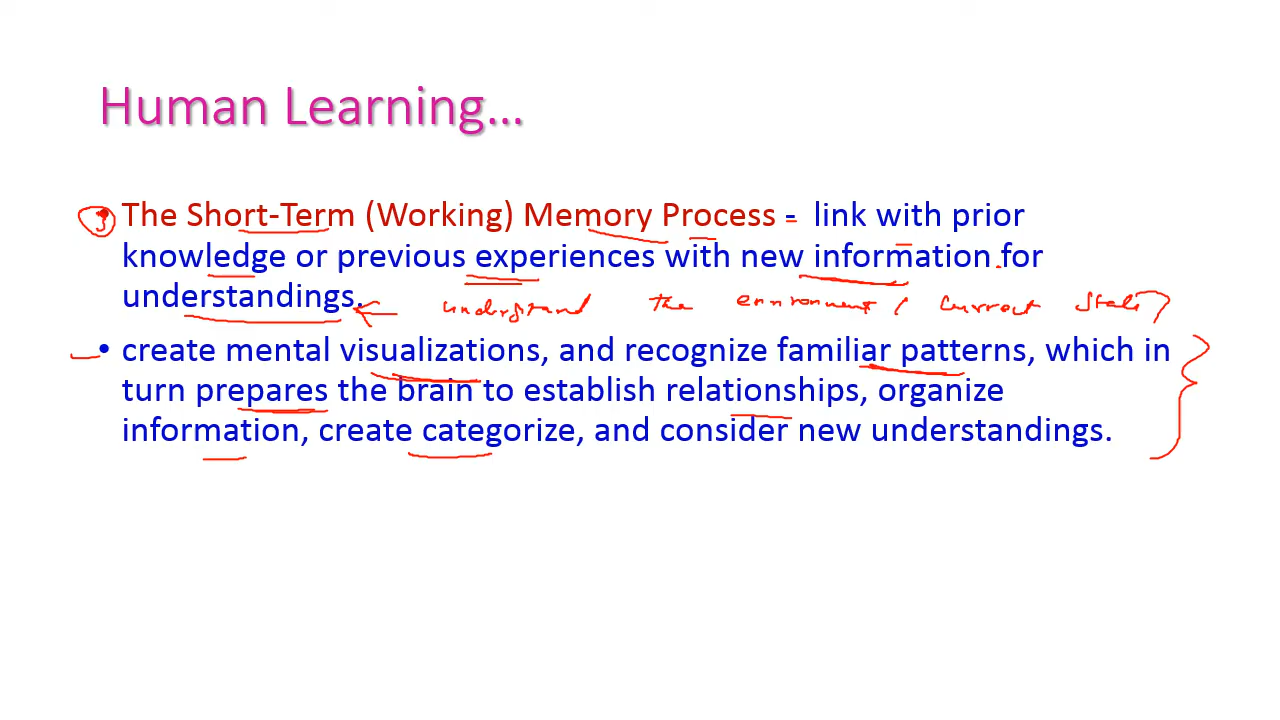 Human Learning...
3 The Short-Term (Working) Memory Process - link with prior
knowledge or previous experiences with new information for
understandings.
understand the environment / current state
• create mental visualizations, and recognize familiar patterns, which in
turn prepares the brain to establish relationships, organize
information, create categorize, and consider new understandings.